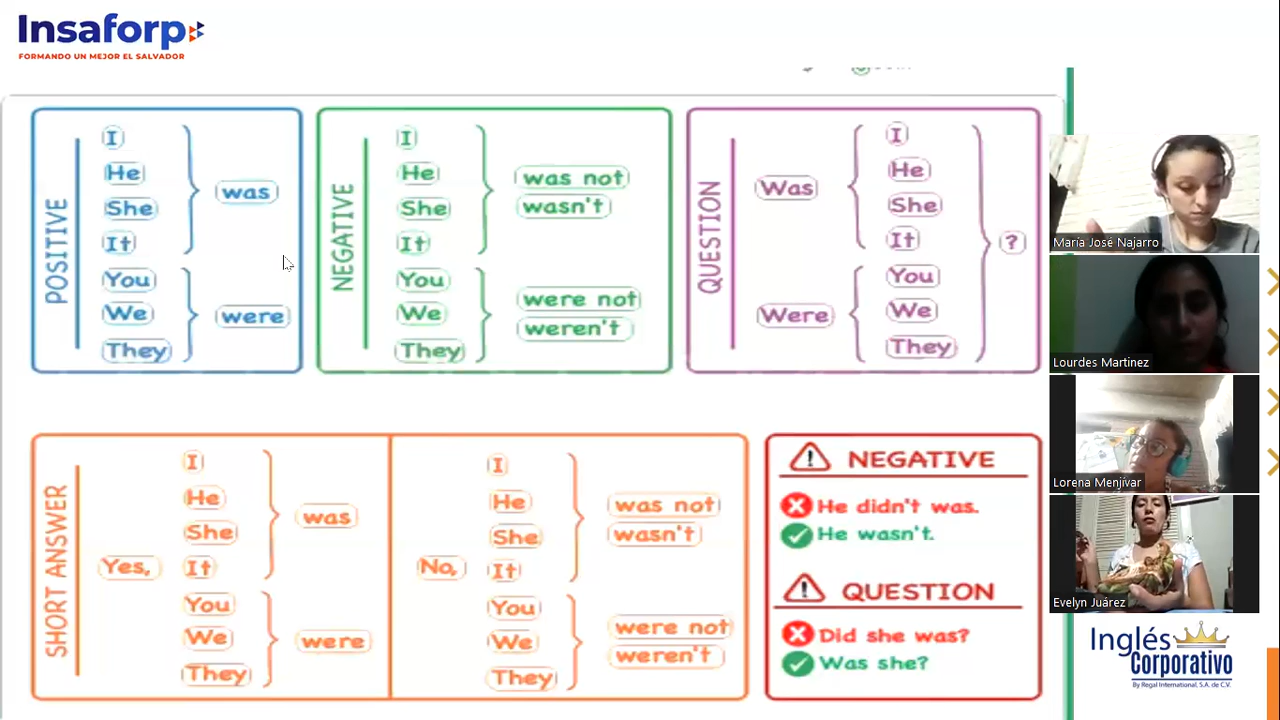 Insaforp
FORMANDO UN MEJOR EL SALVADOR
POSITIVE
I
He
She
It
was
You
We
They
were
NEGATIVE
I
He
She
It
was not
wasn't
You
We
They
were not
weren't
QUESTION
Was
I
He
She
It
Were
You
We
They
?
SHORT ANSWER
Yes,
I
He
She
It
was
You
We
They
were
No,
I
He
She
It
was not
wasn't
You
We
They
were not
weren't
NEGATIVE
He didn't was.
He wasn't.
QUESTION
Did she was?
Was she?
María José Najarro
Lourdes Martinez
Lorena Menjívar
Evelyn Juárez
Inglés
Corporativo
By Regal International, S.A. de C.V.